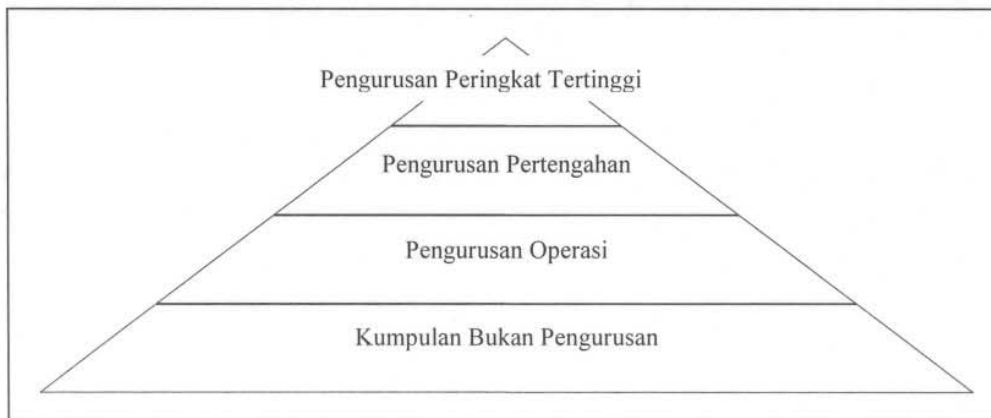 Pengurusan Peringkat Tertinggi
Pengurusan Pertengahan
Pengurusan Operasi
Kumpulan Bukan Pengurusan